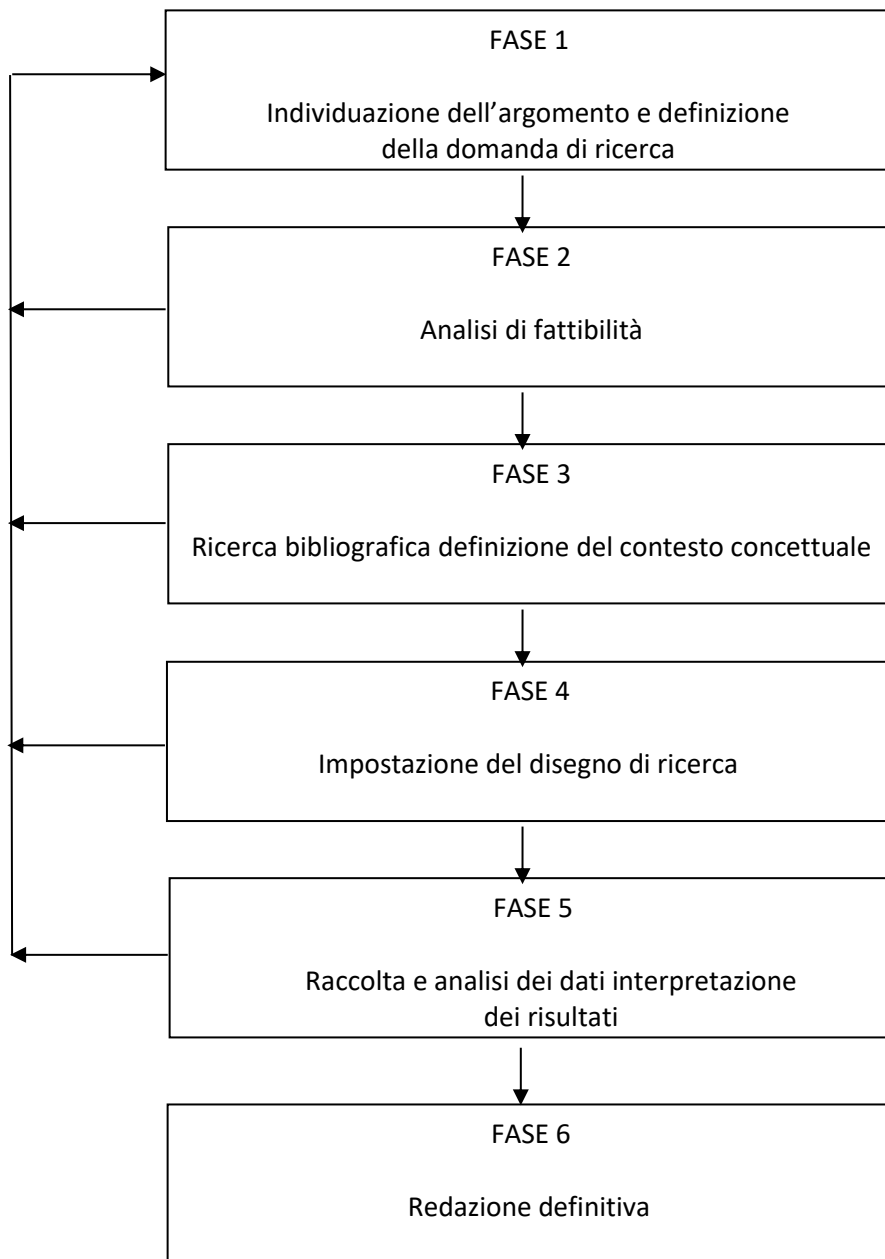 FASE 1
Individuazione dell’argomento e definizione
della domanda di ricerca
FASE 2
Analisi di fattibilità
FASE 3
Ricerca bibliografica definizione del contesto concettuale
FASE 4
Impostazione del disegno di ricerca
FASE 5
Raccolta e analisi dei dati interpretazione
dei risultati
FASE 6
Redazione definitiva